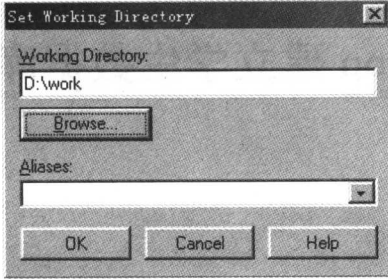 Set Working Directory
Working Directory:
D:\work
Browse...
Aliases:
OK Cancel Help